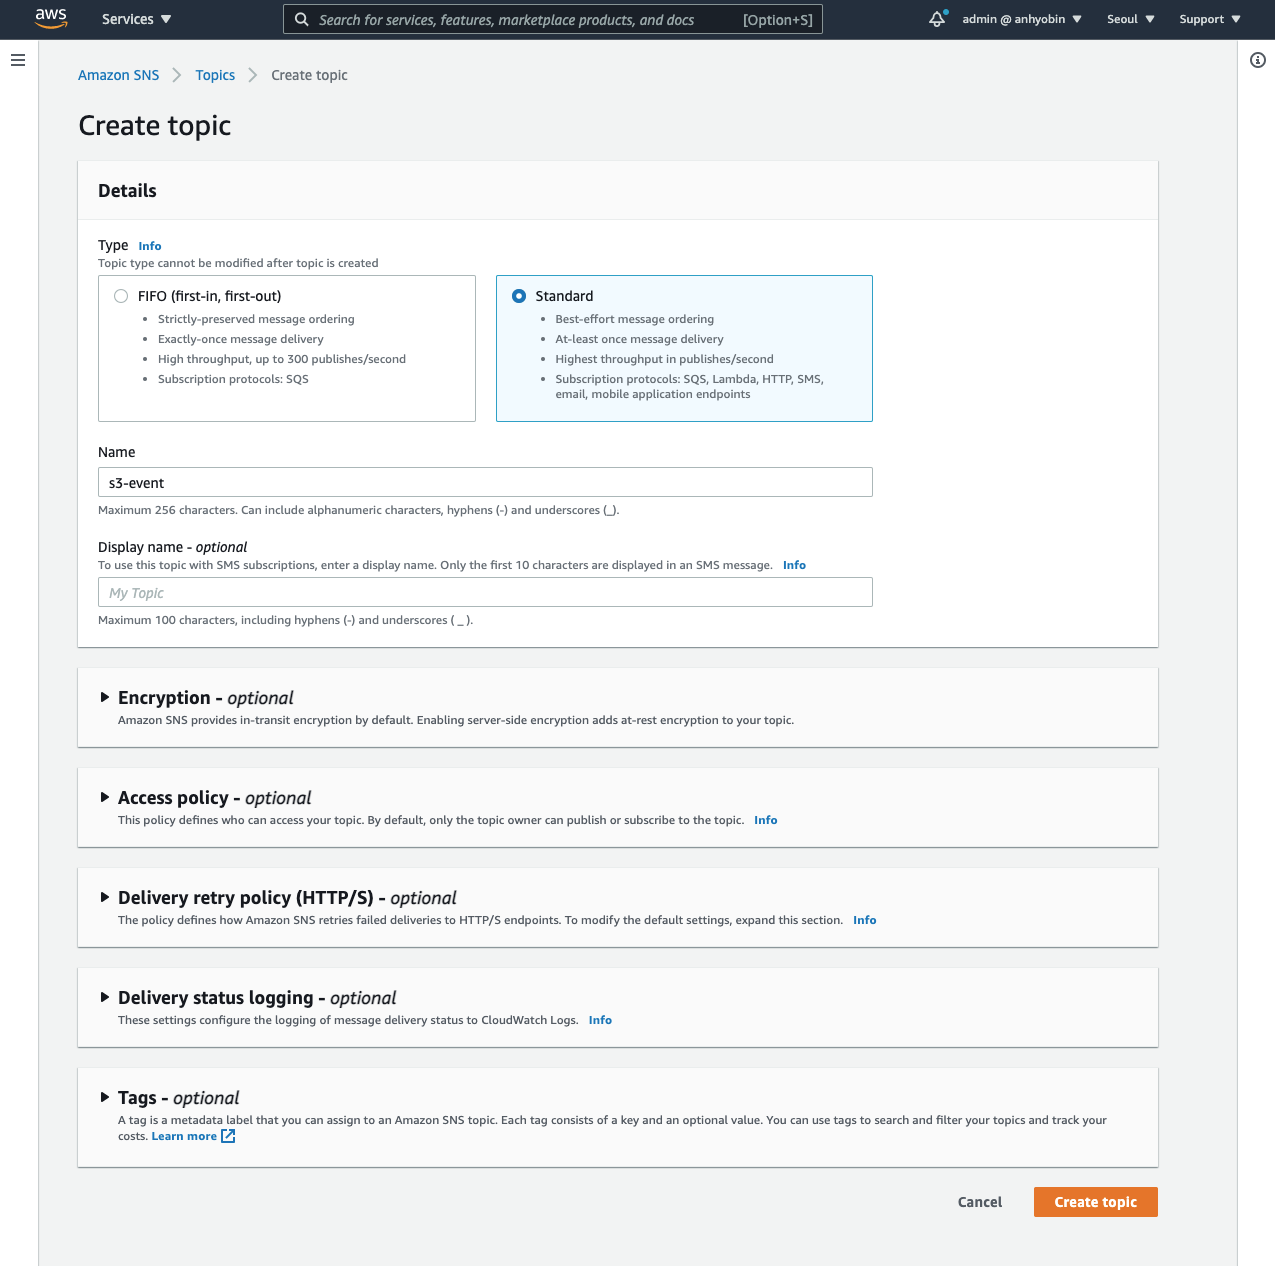 aws Services Search for services, features, marketplace products, and docs [Option+S] admin @ anhyobin Seoul Support
Amazon SNS Topics Create topic
Create topic
Details
Type Info
Topic type cannot be modified after topic is created
FIFO (first-in, first-out)
• Strictly-preserved message ordering
• Exactly-once message delivery
• High throughput, up to 300 publishes/second
• Subscription protocols: SQS
Standard
• Best-effort message ordering
• At-least once message delivery
• Highest throughput in publishes/second
• Subscription protocols: SQS, Lambda, HTTP, SMS,
email, mobile application endpoints
Name
s3-event
Maximum 256 characters. Can include alphanumeric characters, hyphens (-) and underscores (_).
Display name - optional
To use this topic with SMS subscriptions, enter a display name. Only the first 10 characters are displayed in an SMS message. Info
My Topic
Maximum 100 characters, including hyphens (-) and underscores ( _ ).
Encryption - optional
Amazon SNS provides in-transit encryption by default. Enabling server-side encryption adds at-rest encryption to your topic.
Access policy - optional
This policy defines who can access your topic. By default, only the topic owner can publish or subscribe to the topic. Info
Delivery retry policy (HTTP/S) - optional
The policy defines how Amazon SNS retries failed deliveries to HTTP/S endpoints. To modify the default settings, expand this section. Info
Delivery status logging - optional
These settings configure the logging of message delivery status to CloudWatch Logs. Info
Tags - optional
A tag is a metadata label that you can assign to an Amazon SNS topic. Each tag consists of a key and an optional value. You can use tags to search and filter your topics and track your
costs. Learn more
Cancel Create topic